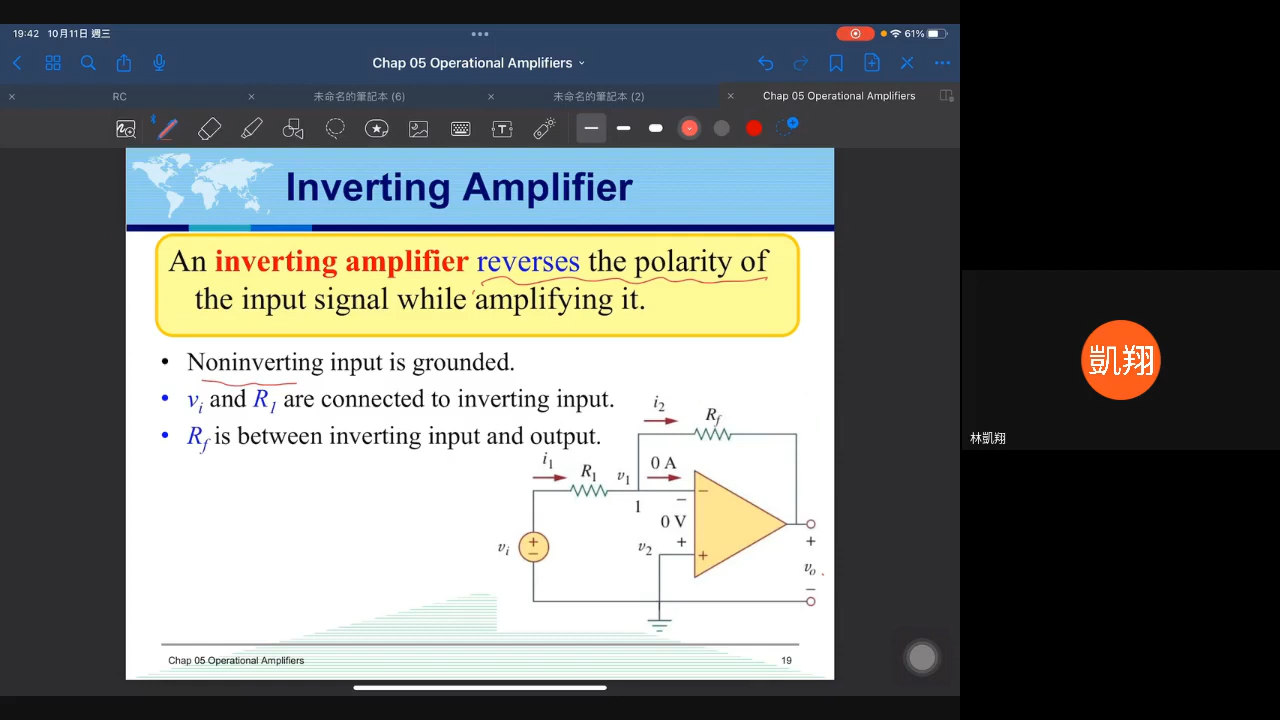 19:42 10月11日 週三
61%
Chap 05 Operational Amplifiers
RC
未命名的筆記本 (6)
未命名的筆記本 (2)
Chap 05 Operational Amplifiers
Inverting Amplifier
An inverting amplifier reverses the polarity of
the input signal while amplifying it.
• Noninverting input is grounded.
• vi and R1 are connected to inverting input.
• Rf is between inverting input and output.
i2
Rf
i1
R1
v1
0 A
−
1
−
0 V
+
v2
+
vi
+
−
+
vo
−
Chap 05 Operational Amplifiers
19
凱翔
林凱翔